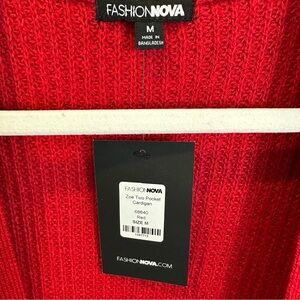 FASHIONNOVA
M
MADE IN
BANGLADESH
FASHIONNOVA
Zoe Two Pocket
Cardigan
Red
SIZE M
FASHIONNOVA.COM